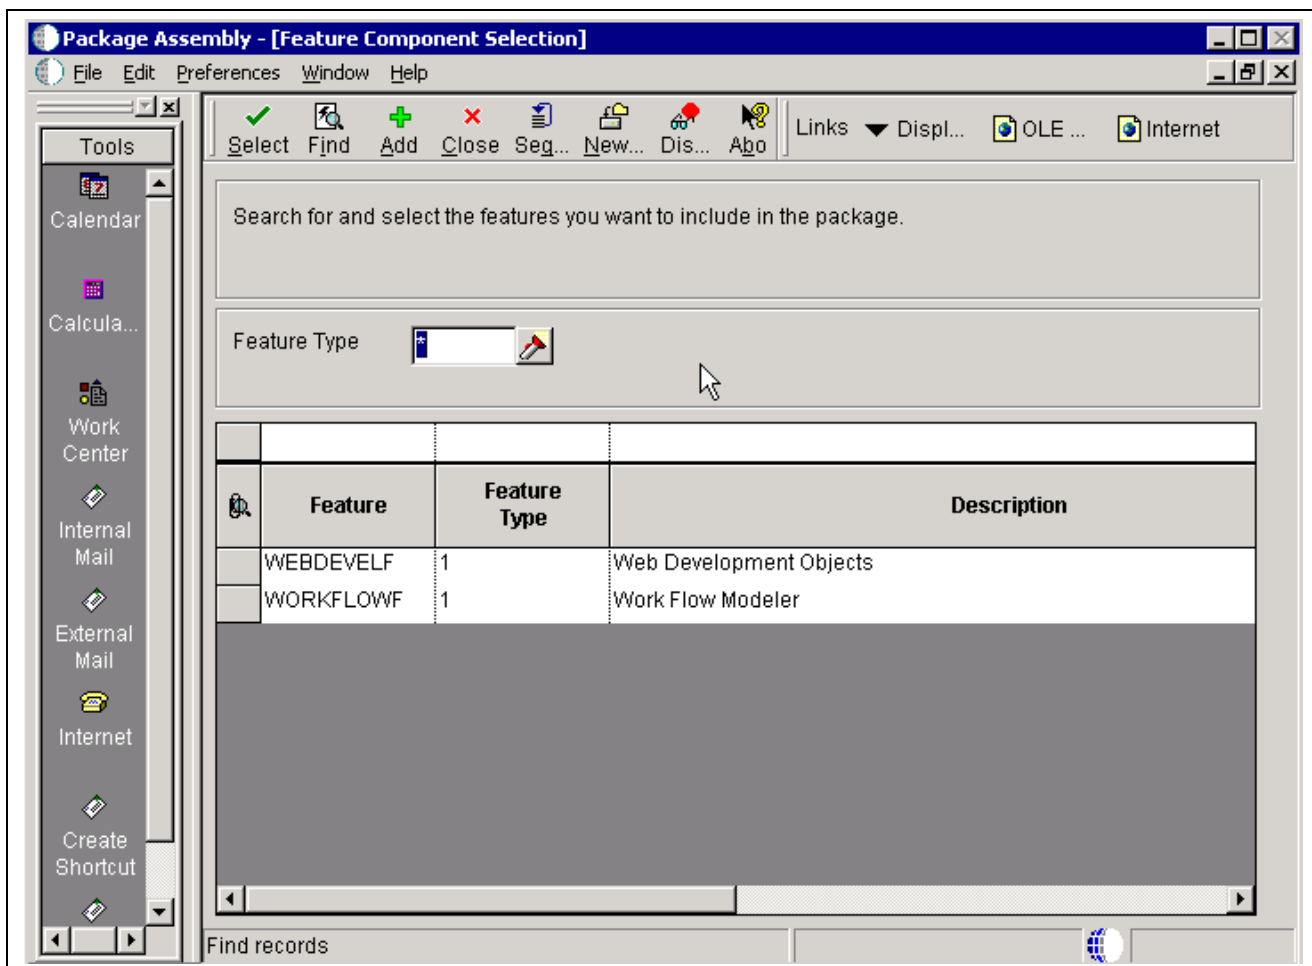 Package Assembly - [Feature Component Selection]
File Edit Preferences Window Help
Tools
Select Find Add Close Seq... New... Dis... Abo
Links Displ... OLE ... Internet
Calendar
Calcula...
Work
Center
Internal
Mail
External
Mail
Internet
Create
Shortcut
Search for and select the features you want to include in the package.
Feature Type *
Feature Feature Type Description
WEBDEVELF 1 Web Development Objects
WORKFLOWF 1 Work Flow Modeler
Find records